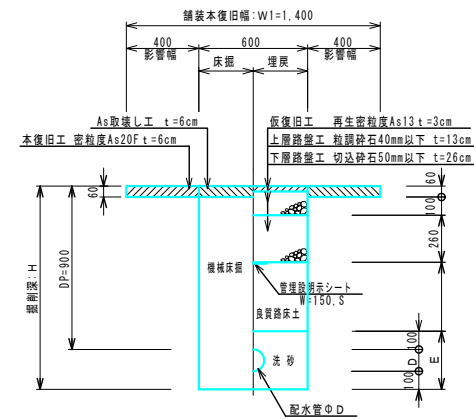 舗装本復旧幅:W1=1,400
400 600 400
影響幅 床掘 埋戻 影響幅
As取壊し工 t=6cm 仮復旧工 再生密粒度As13 t=3cm
本復旧工 密粒度As20F t=6cm 上層路盤工 粒調砕石40mm以下 t=13cm
下層路盤工 切込砕石50mm以下 t=26cm
60
60
100
掘削深:H
DP=900
260
機械床掘
管埋設明示シート
W=150,S
良質路床土
洗砂
100
D
100
E
配水管ΦD